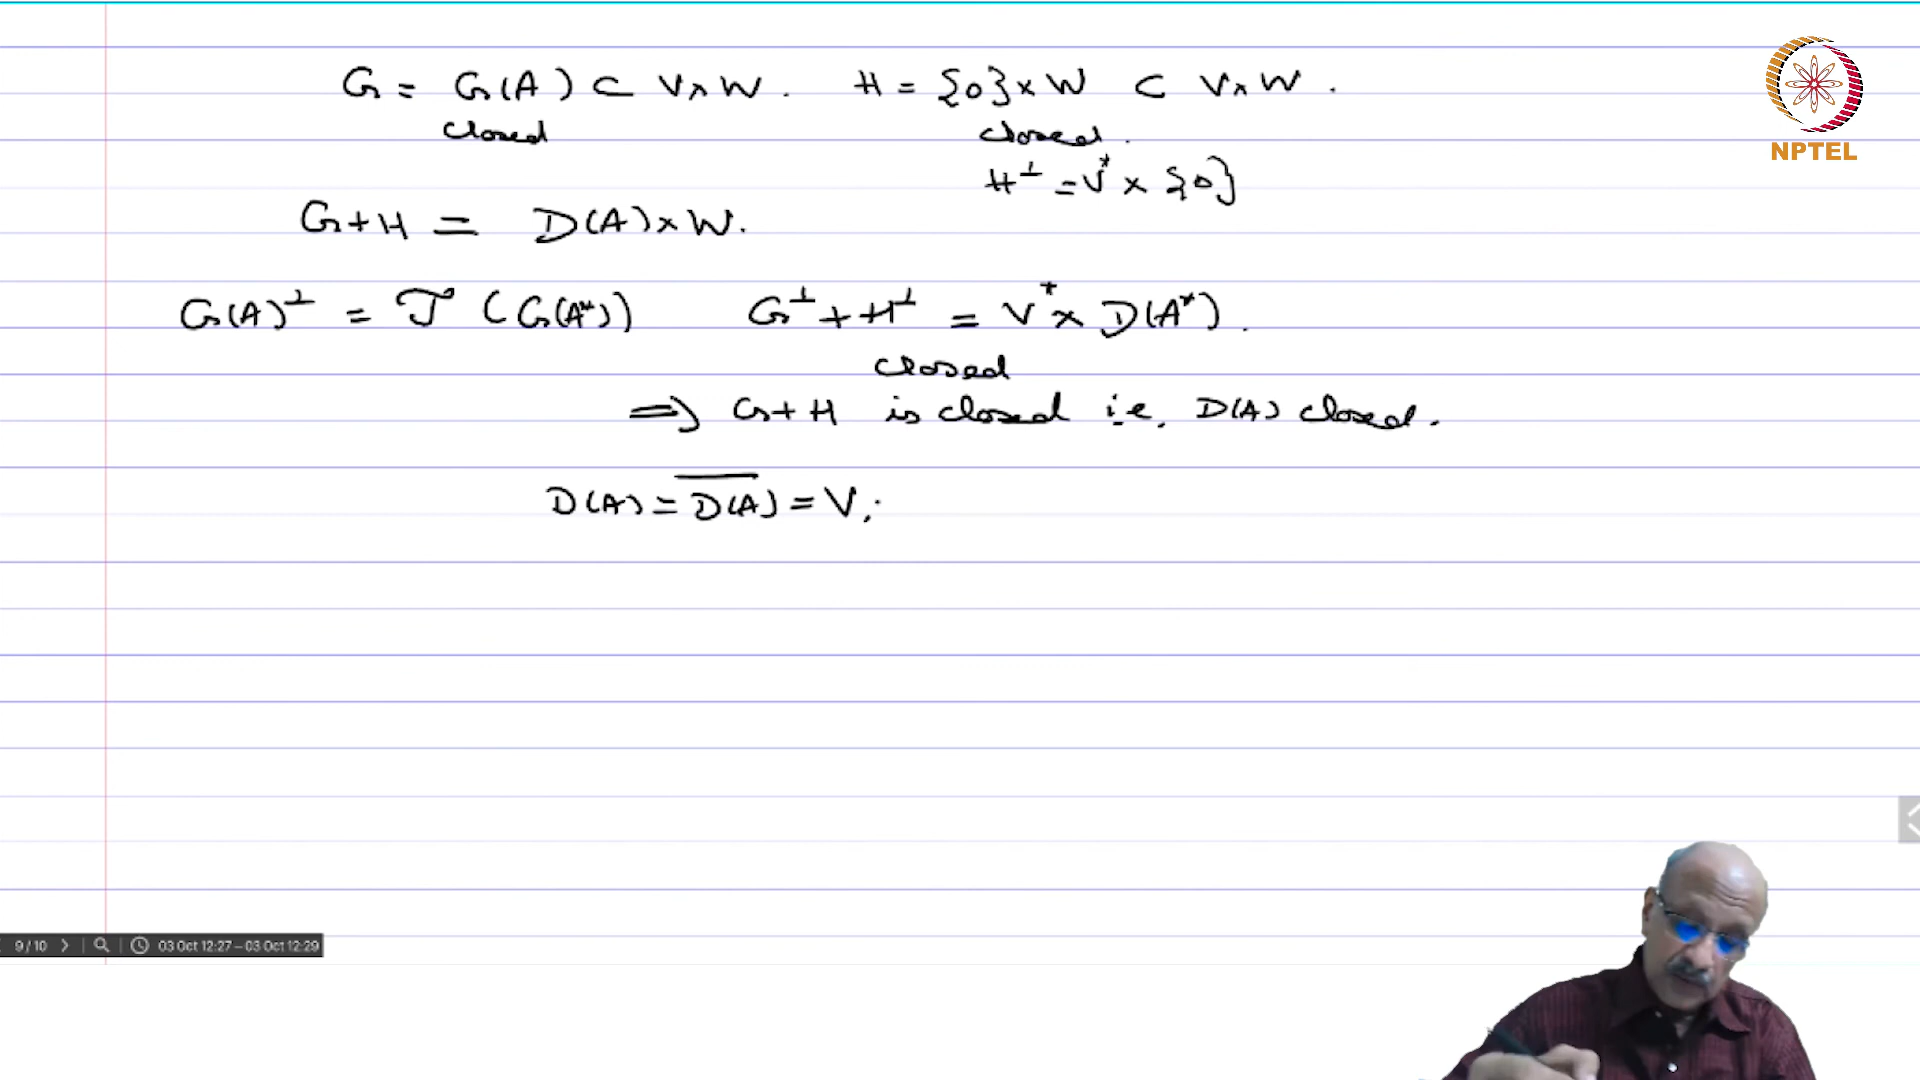 G = G(A) ⊂ V×W. H = {0}×W ⊂ V×W.
closed closed.
H^⊥ = V* × {0}
G+H = D(A)×W.
G(A)^⊥ = J(G(A*)) G^⊥ + H^⊥ = V* × D(A*).
closed
⇒ G+H is closed i.e. D(A) closed.
D(A) = \overline{D(A)} = V;
NPTEL
9/10 03 Oct 12:27 – 03 Oct 12:29